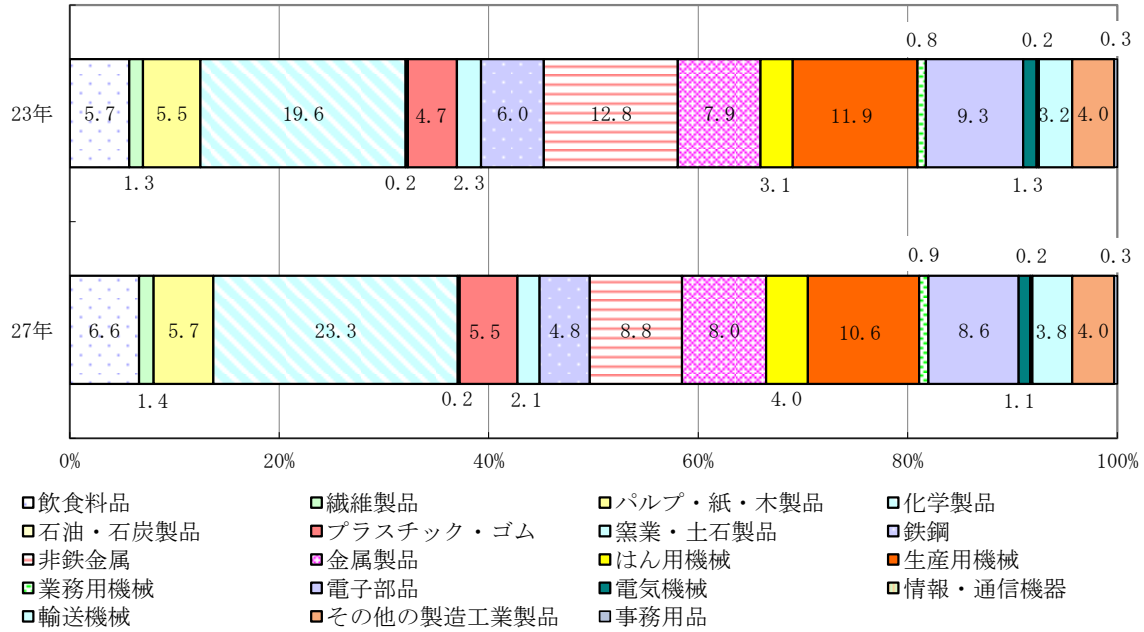 0.8 0.2 0.3
23年 5.7 5.5 19.6 4.7 6.0 12.8 7.9 11.9 9.3 3.2 4.0
1.3 0.2 2.3 3.1 1.3
0.9 0.2 0.3
27年 6.6 5.7 23.3 5.5 4.8 8.8 8.0 10.6 8.6 3.8 4.0
1.4 0.2 2.1 4.0 1.1
0% 20% 40% 60% 80% 100%
飲食料品 繊維製品 パルプ・紙・木製品 化学製品
石油・石炭製品 プラスチック・ゴム 窯業・土石製品 鉄鋼
非鉄金属 金属製品 はん用機械 生産用機械
業務用機械 電子部品 電気機械 情報・通信機器
輸送機械 その他の製造工業製品 事務用品